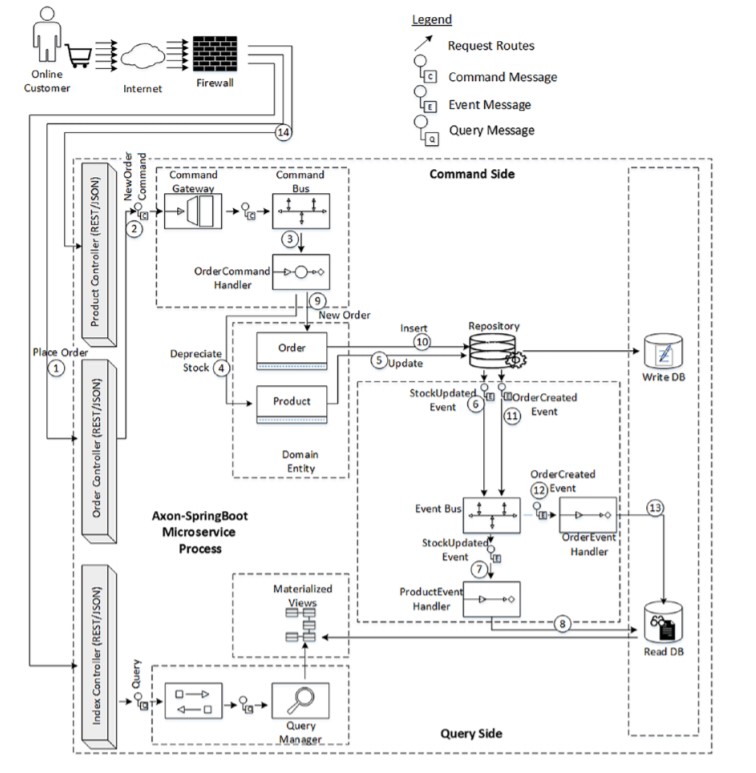 Legend
Request Routes
C
Command Message
E
Event Message
Q
Query Message
Online
Customer
Internet
Firewall
14
Command Side
Product Controller (REST/JSON)
NewOrder
Command
C
2
Command
Gateway
C
Command
Bus
3
OrderCommand
Handler
9
New Order
Place Order
1
Depreciate
Stock
4
Order
Product
Domain
Entity
Insert
10
5
Update
Repository
Write DB
Order Controller (REST/JSON)
StockUpdated
Event
6
E
E
OrderCreated
Event
11
Axon-SpringBoot
Microservice
Process
Event Bus
OrderCreated
12
Event
E
OrderEvent
Handler
13
StockUpdated
Event
E
7
ProductEvent
Handler
8
Read DB
Materialized
Views
Index Controller (REST/JSON)
Query
Q
Q
Query
Manager
Query Side